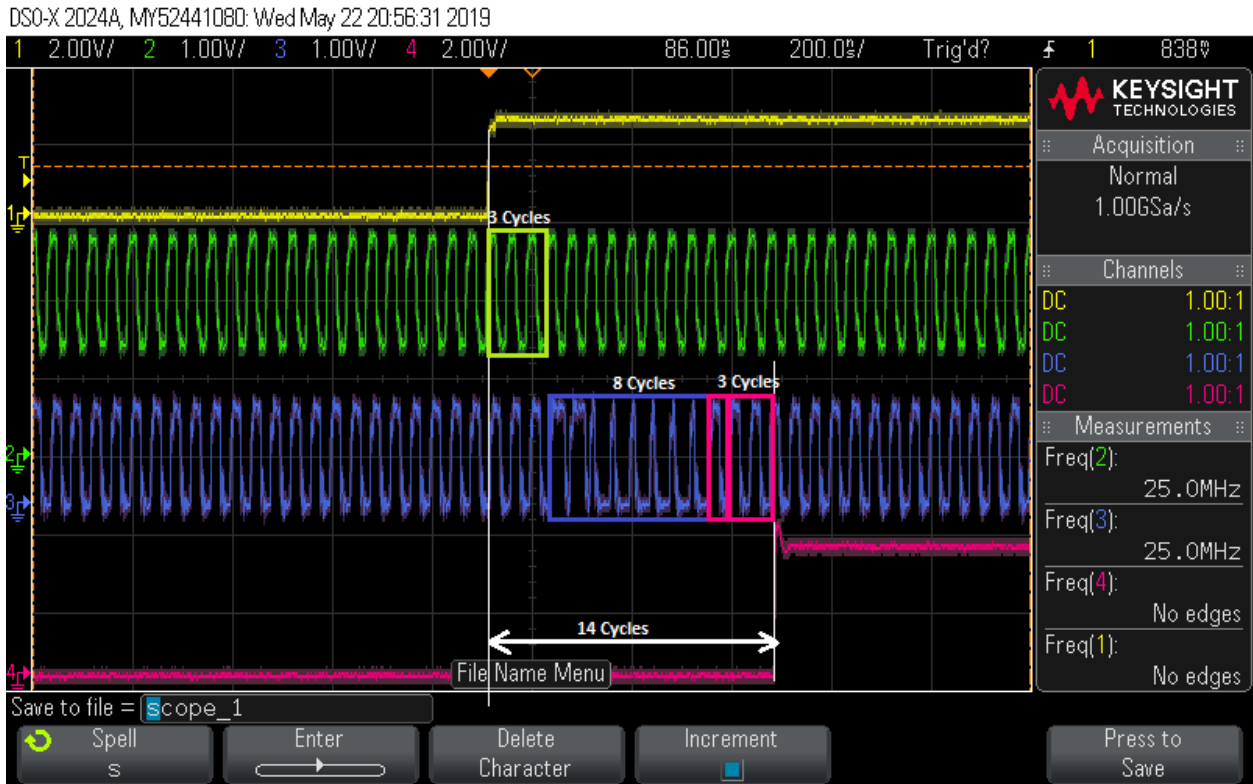 DSO-X 2024A, MY52441080: Wed May 22 20:56:31 2019
1 2.00V/ 2 1.00V/ 3 1.00V/ 4 2.00V/ 86.00ns 200.0ns/ Trig'd? 1 838mV
KEYSIGHT
TECHNOLOGIES
Acquisition
Normal
1.00GSa/s
Channels
DC 1.00:1
DC 1.00:1
DC 1.00:1
DC 1.00:1
Measurements
Freq(2):
25.0MHz
Freq(3):
25.0MHz
Freq(4):
No edges
Freq(1):
No edges
T
1
3 Cycles
8 Cycles 3 Cycles
2
3
14 Cycles
4
File Name Menu
Save to file = scope_1
Spell Enter Delete Increment Press to
s Character Save